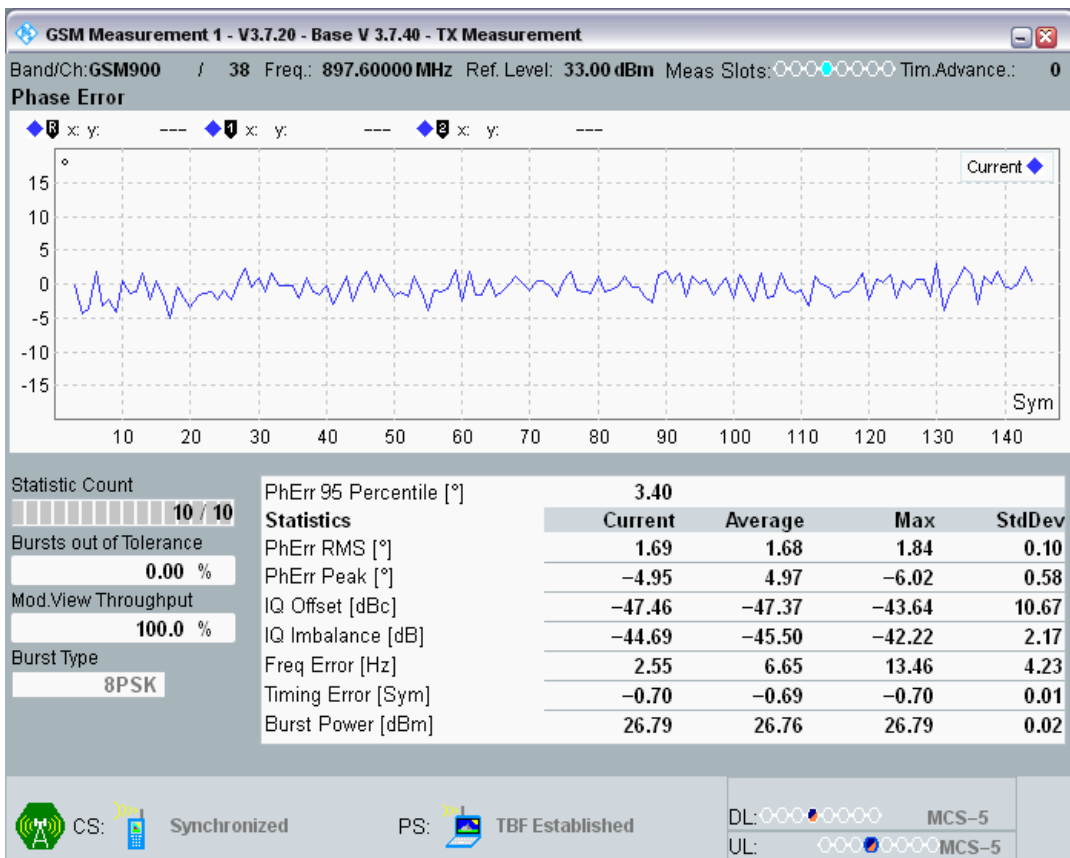 GSM Measurement 1 - V3.7.20 - Base V 3.7.40 - TX Measurement
Band/Ch:GSM900 / 38 Freq.: 897.60000 MHz Ref. Level: 33.00 dBm Meas Slots: Tim.Advance.: 0
Phase Error
R x: y: --- 1 x: y: --- 2 x: y: ---
° Current
15
10
5
0
-5
-10
-15
Sym
10 20 30 40 50 60 70 80 90 100 110 120 130 140
Statistic Count
10 / 10
Bursts out of Tolerance
0.00 %
Mod.View Throughput
100.0 %
Burst Type
8PSK
PhErr 95 Percentile [°] 3.40
Statistics Current Average Max StdDev
PhErr RMS [°] 1.69 1.68 1.84 0.10
PhErr Peak [°] −4.95 4.97 −6.02 0.58
IQ Offset [dBc] −47.46 −47.37 −43.64 10.67
IQ Imbalance [dB] −44.69 −45.50 −42.22 2.17
Freq Error [Hz] 2.55 6.65 13.46 4.23
Timing Error [Sym] −0.70 −0.69 −0.70 0.01
Burst Power [dBm] 26.79 26.76 26.79 0.02
CS: Synchronized PS: TBF Established
DL: MCS−5
UL: MCS−5